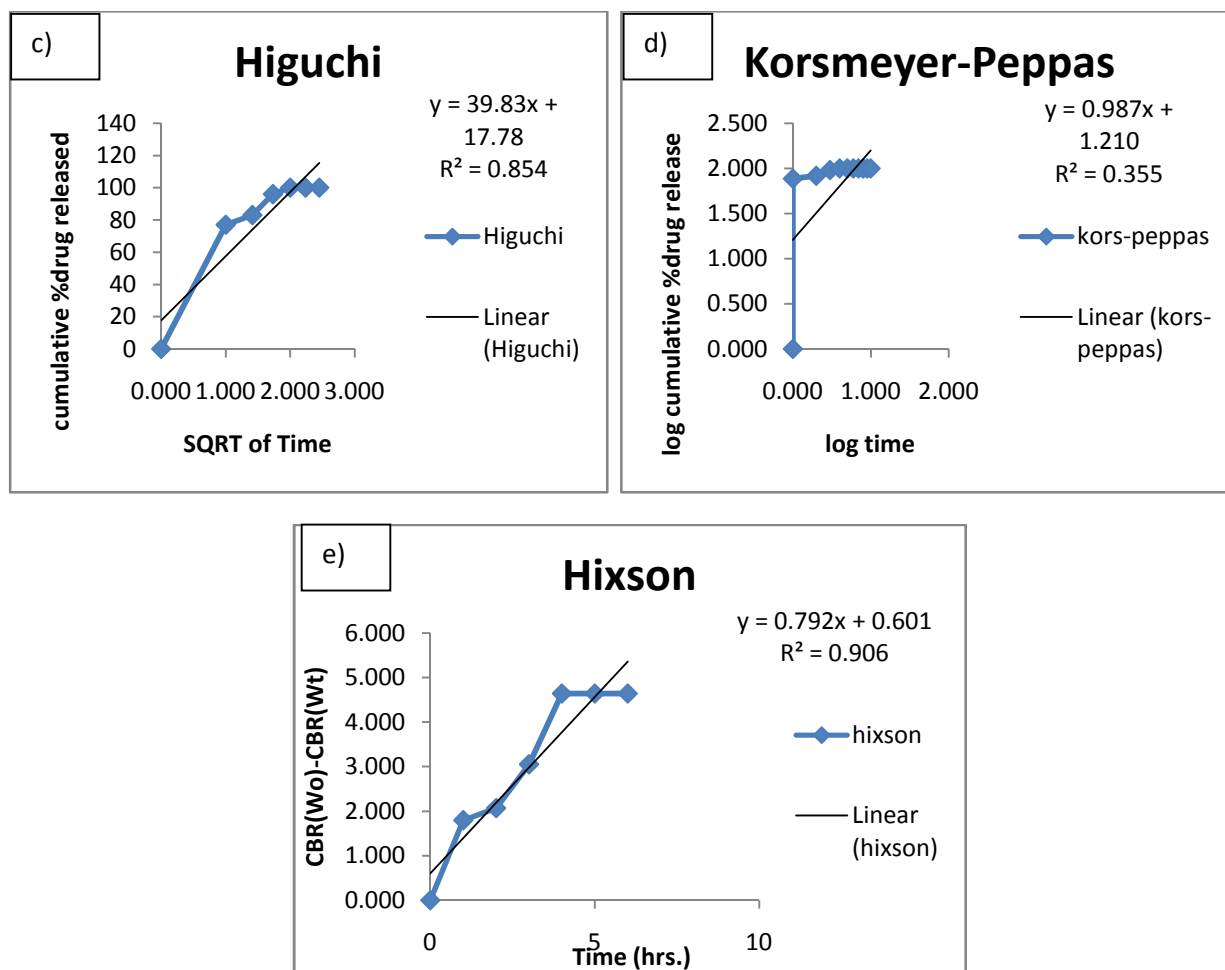 c)
Higuchi
cumulative %drug released
140
120
100
80
60
40
20
0
0.000 1.000 2.000 3.000
SQRT of Time
y = 39.83x +
17.78
R² = 0.854
Higuchi
Linear
(Higuchi)
d)
Korsmeyer-Peppas
log cumulative %drug release
2.500
2.000
1.500
1.000
0.500
0.000
0.000 1.000 2.000
log time
y = 0.987x +
1.210
R² = 0.355
kors-peppas
Linear (kors-
peppas)
e)
Hixson
CBR(Wo)-CBR(Wt)
6.000
5.000
4.000
3.000
2.000
1.000
0.000
0 5 10
Time (hrs.)
y = 0.792x + 0.601
R² = 0.906
hixson
Linear
(hixson)